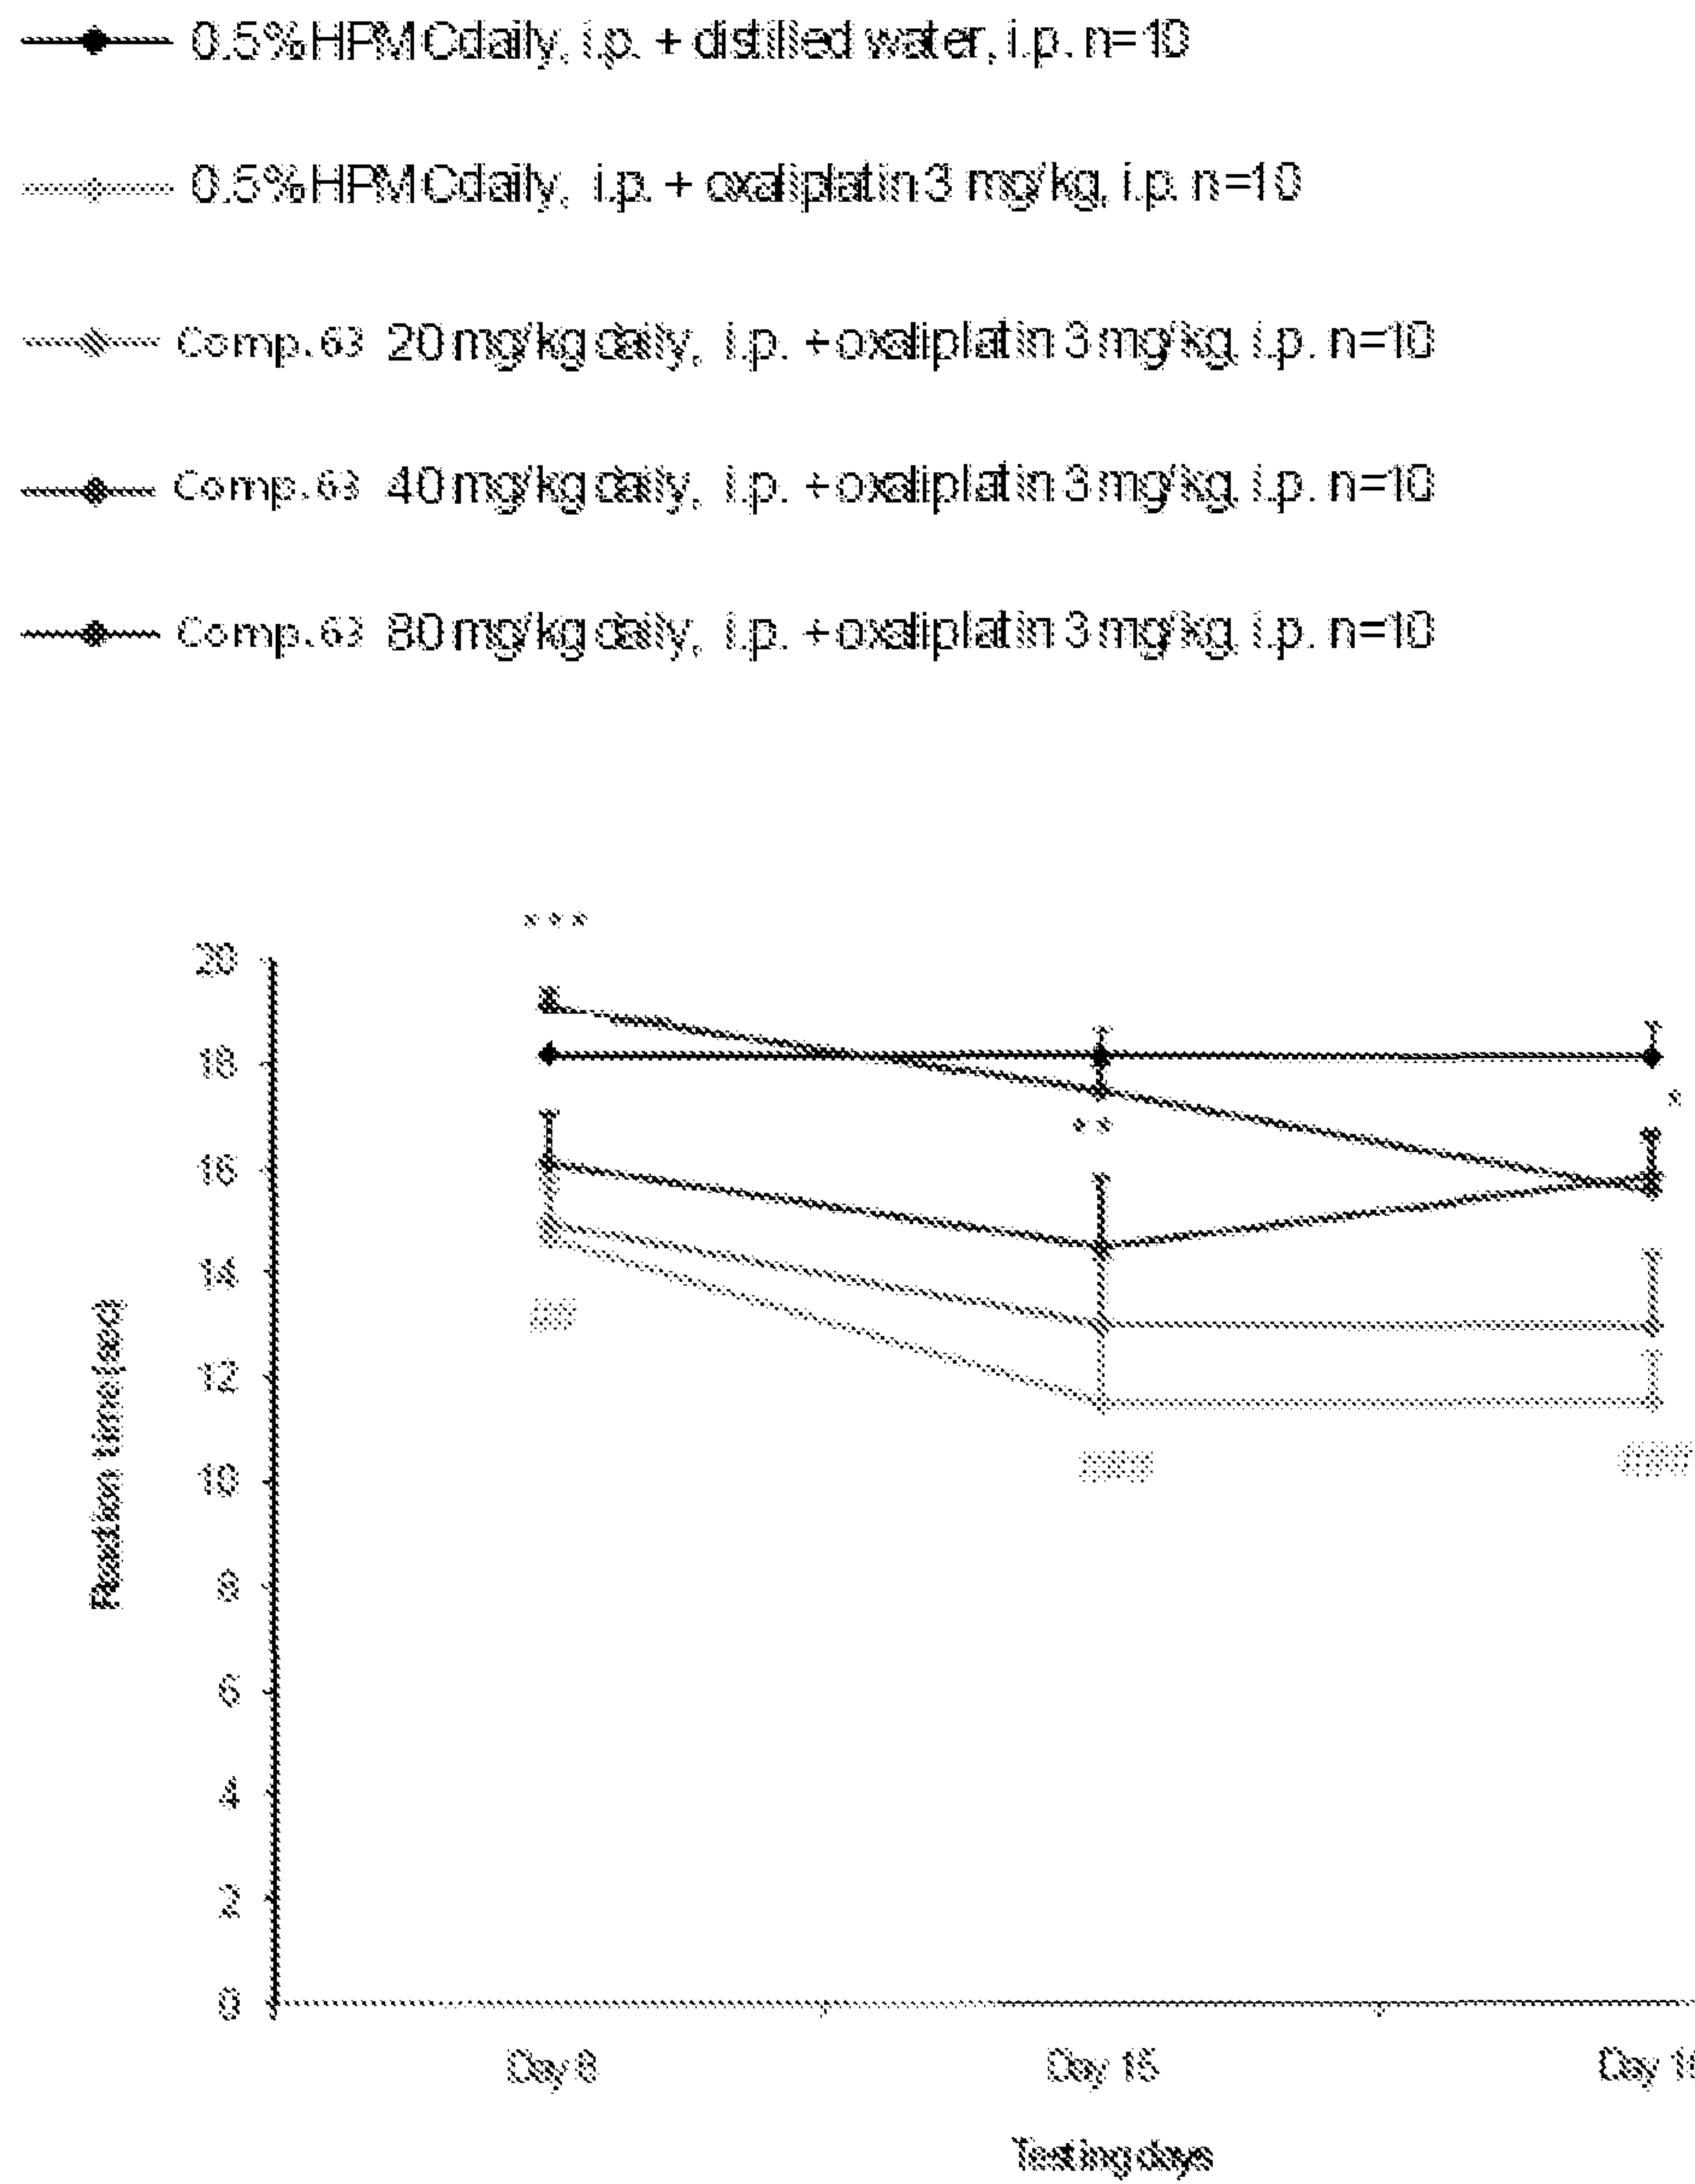 0.5% HPMC daily, i.p. + distilled water, i.p. n=10
0.5% HPMC daily, i.p. + oxaliplatin 3 mg/kg, i.p. n=10
Comp. 63 20 mg/kg daily, i.p. + oxaliplatin 3 mg/kg, i.p. n=10
Comp. 63 40 mg/kg daily, i.p. + oxaliplatin 3 mg/kg, i.p. n=10
Comp. 63 80 mg/kg daily, i.p. + oxaliplatin 3 mg/kg, i.p. n=10
***
20
18
*
**
16
14
12
10
8
6
4
2
0
Reaction time (sec)
Day 8
Day 15
Day
Testing days